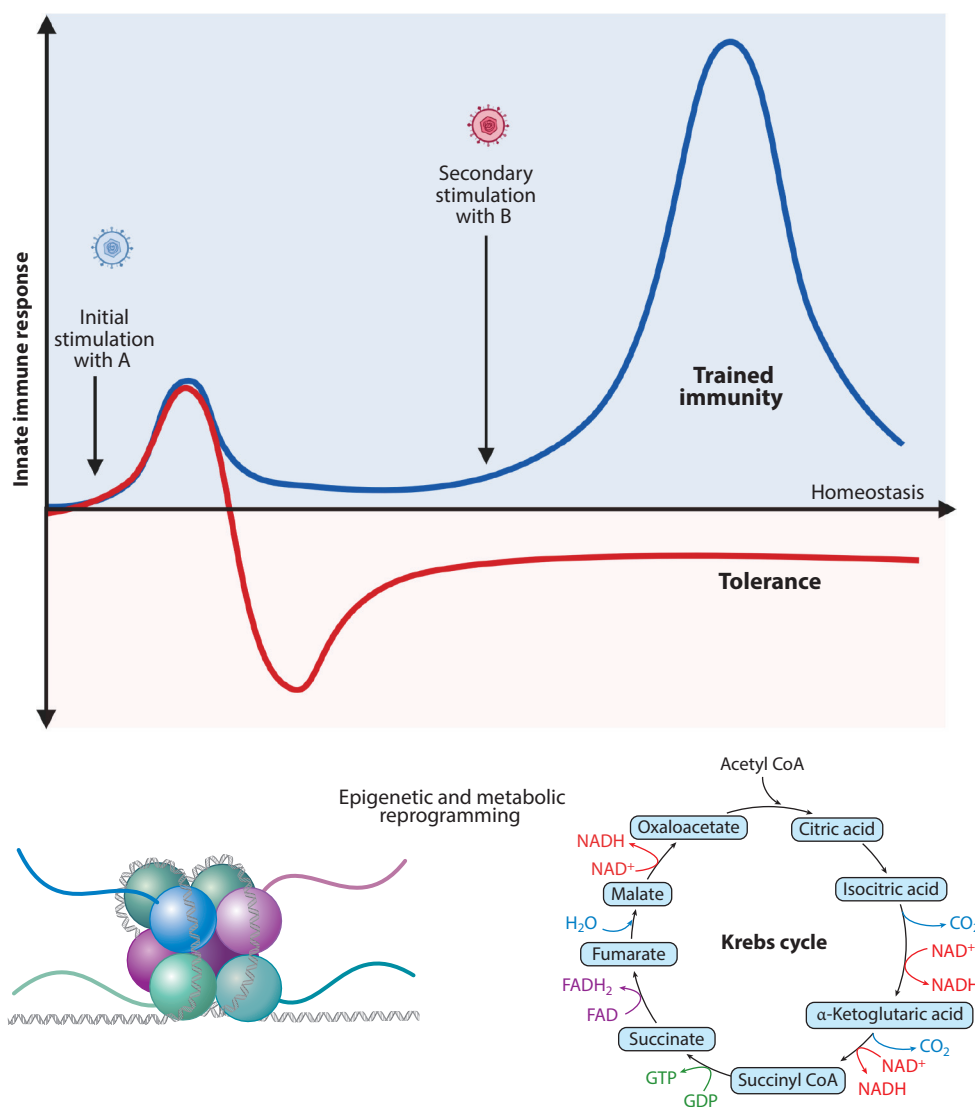 Innate immune response
Initial
stimulation
with A
Secondary
stimulation
with B
Trained
immunity
Homeostasis
Tolerance
Epigenetic and metabolic
reprogramming
Acetyl CoA
Oxaloacetate
Citric acid
NADH
NAD⁺
Malate
Isocitric acid
H₂O
CO₂
Krebs cycle
NAD⁺
Fumarate
NADH
FADH₂
FAD
α-Ketoglutaric acid
Succinate
CO₂
NAD⁺
GTP
Succinyl CoA
NADH
GDP